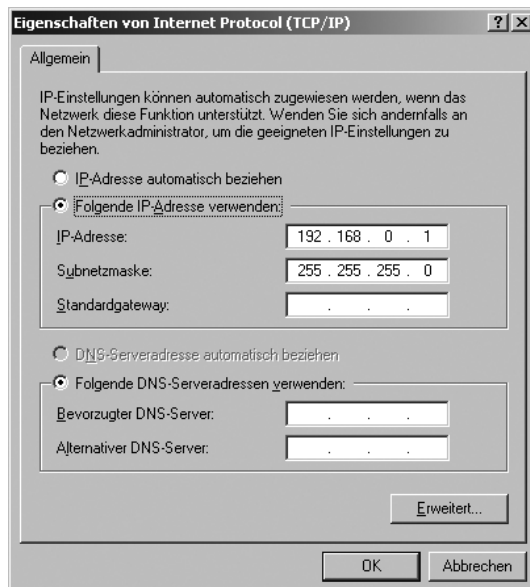 Eigenschaften von Internet Protocol (TCP/IP)
Allgemein
IP-Einstellungen können automatisch zugewiesen werden, wenn das
Netzwerk diese Funktion unterstützt. Wenden Sie sich andernfalls an
den Netzwerkadministrator, um die geeigneten IP-Einstellungen zu
beziehen.
IP-Adresse automatisch beziehen
Folgende IP-Adresse verwenden:
IP-Adresse: 192 . 168 . 0 . 1
Subnetzmaske: 255 . 255 . 255 . 0
Standardgateway: . . .
DNS-Serveradresse automatisch beziehen
Folgende DNS-Serveradressen verwenden:
Bevorzugter DNS-Server: . . .
Alternativer DNS-Server: . . .
Erweitert...
OK Abbrechen